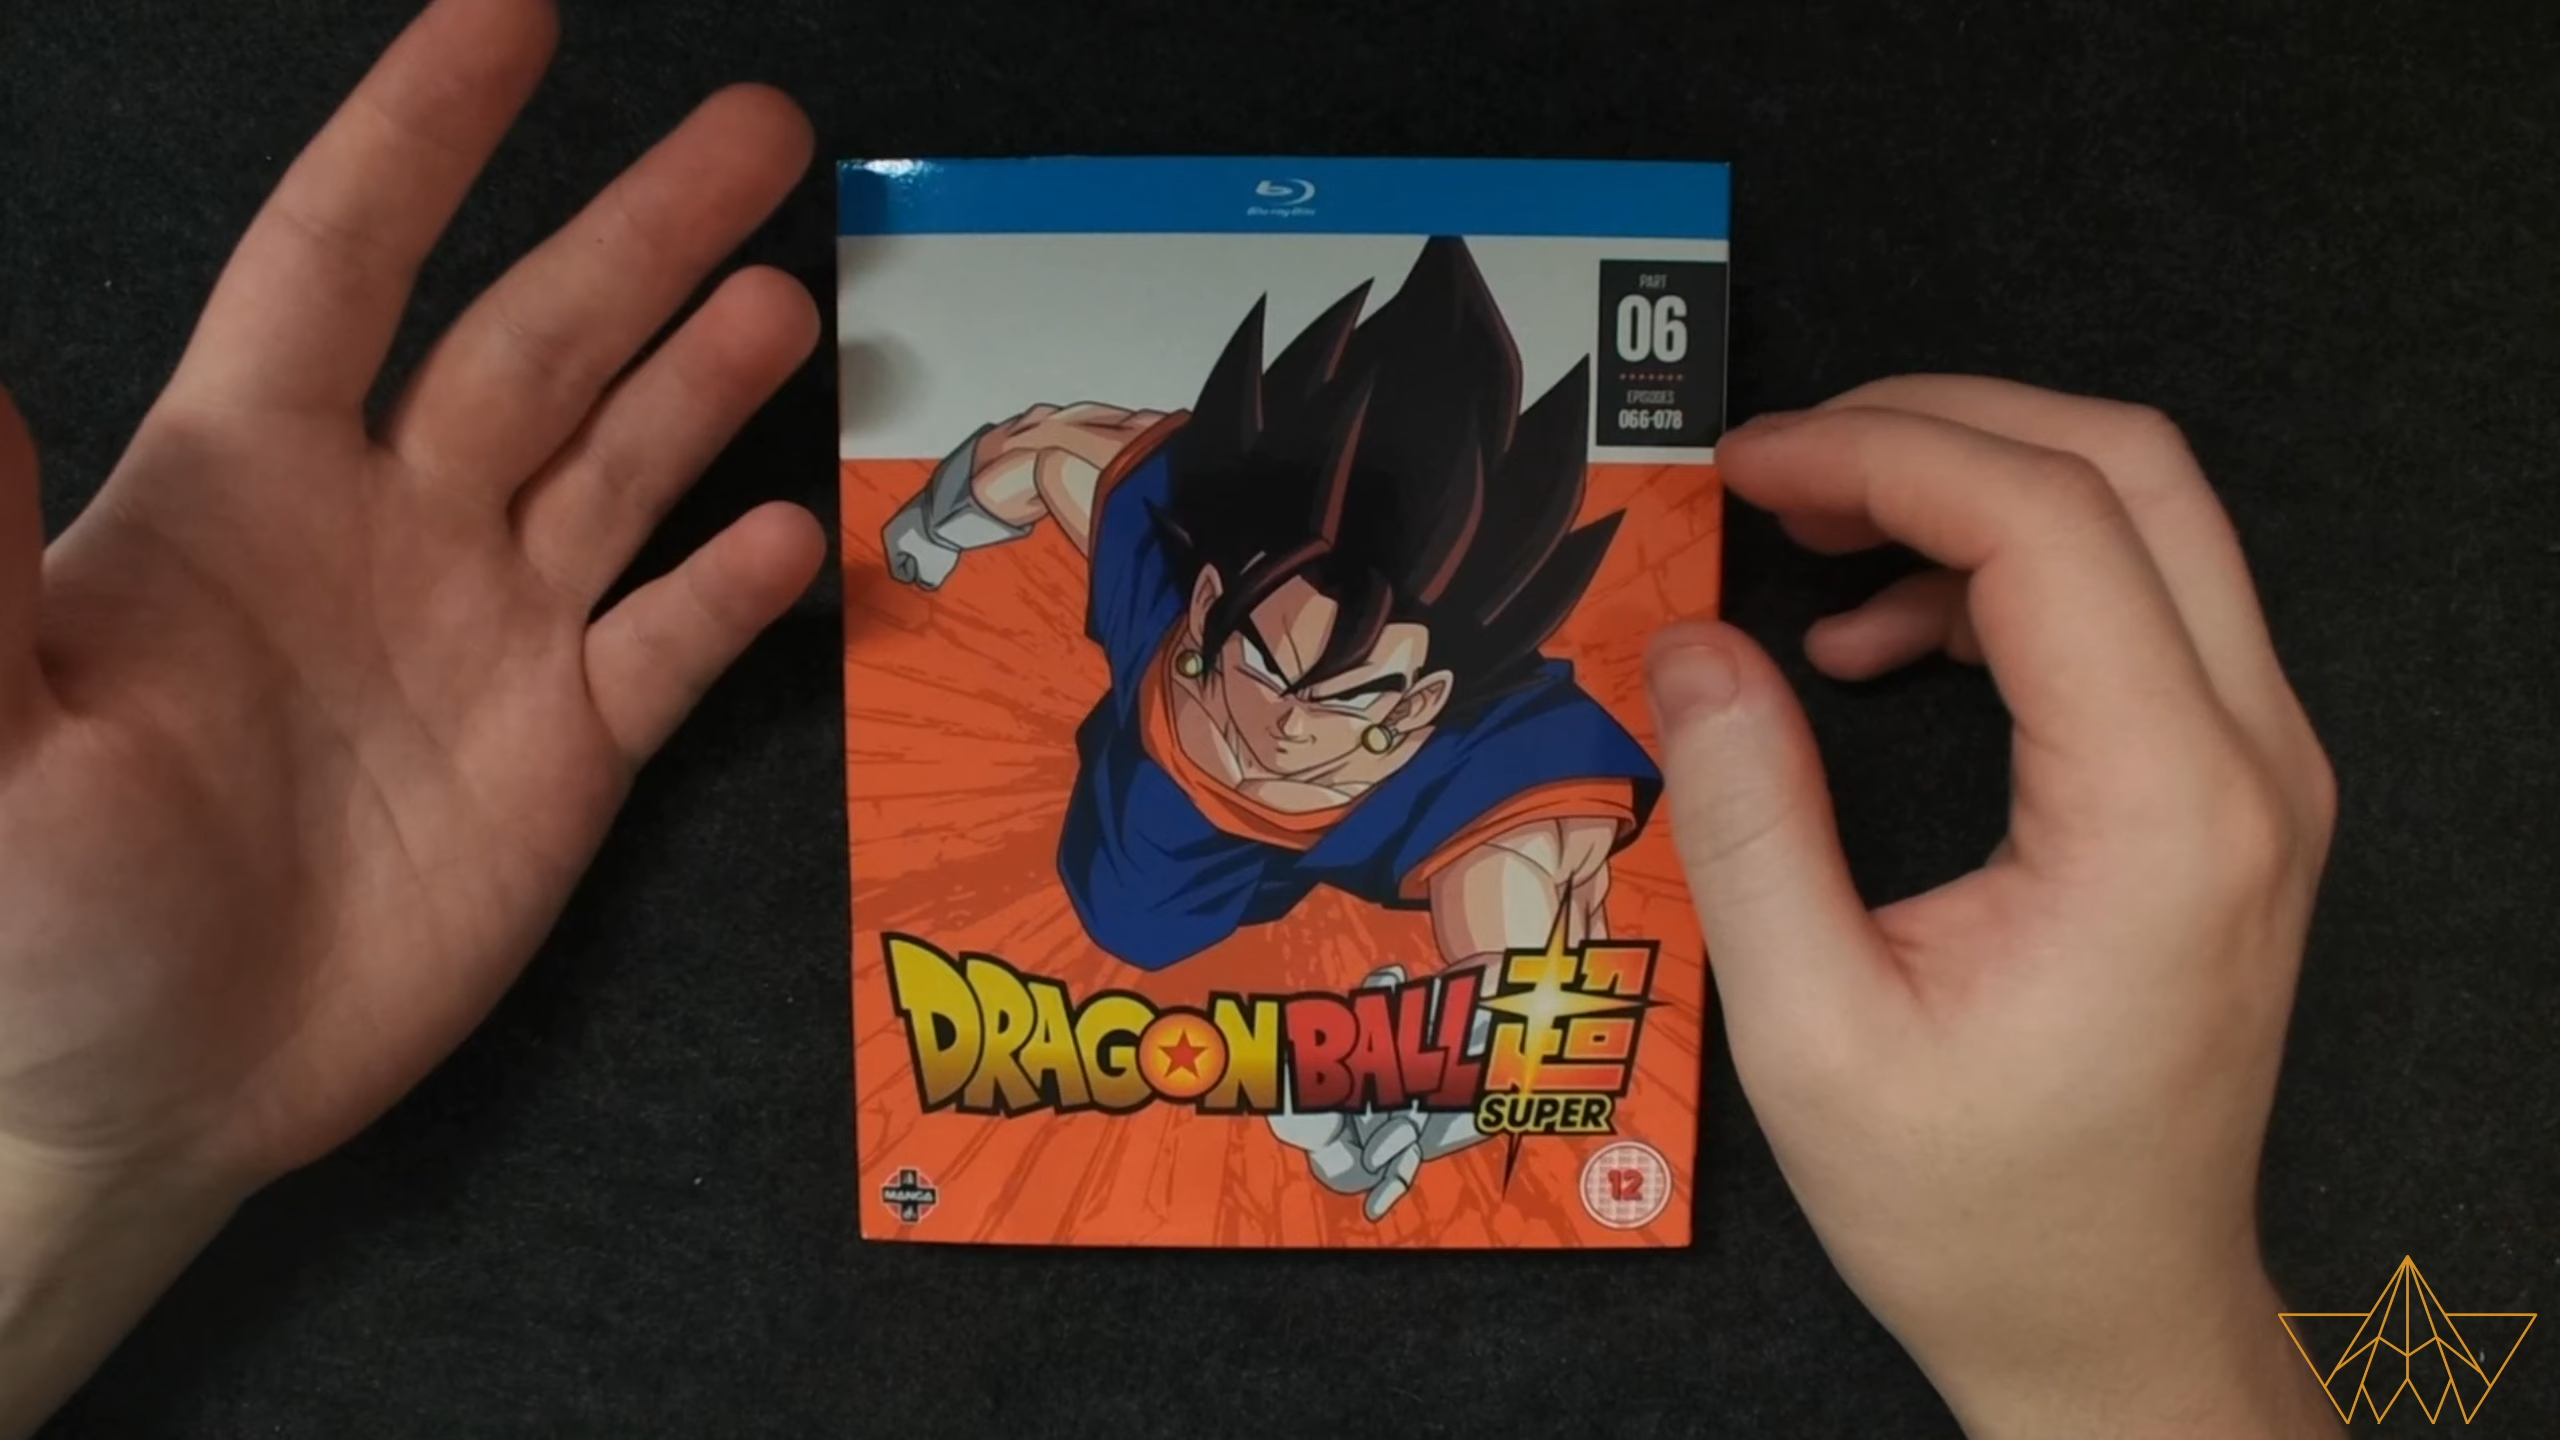 Blu-ray Disc
PART
06
EPISODES
066-078
DRAGON BALL 超
SUPER
MANGA
12